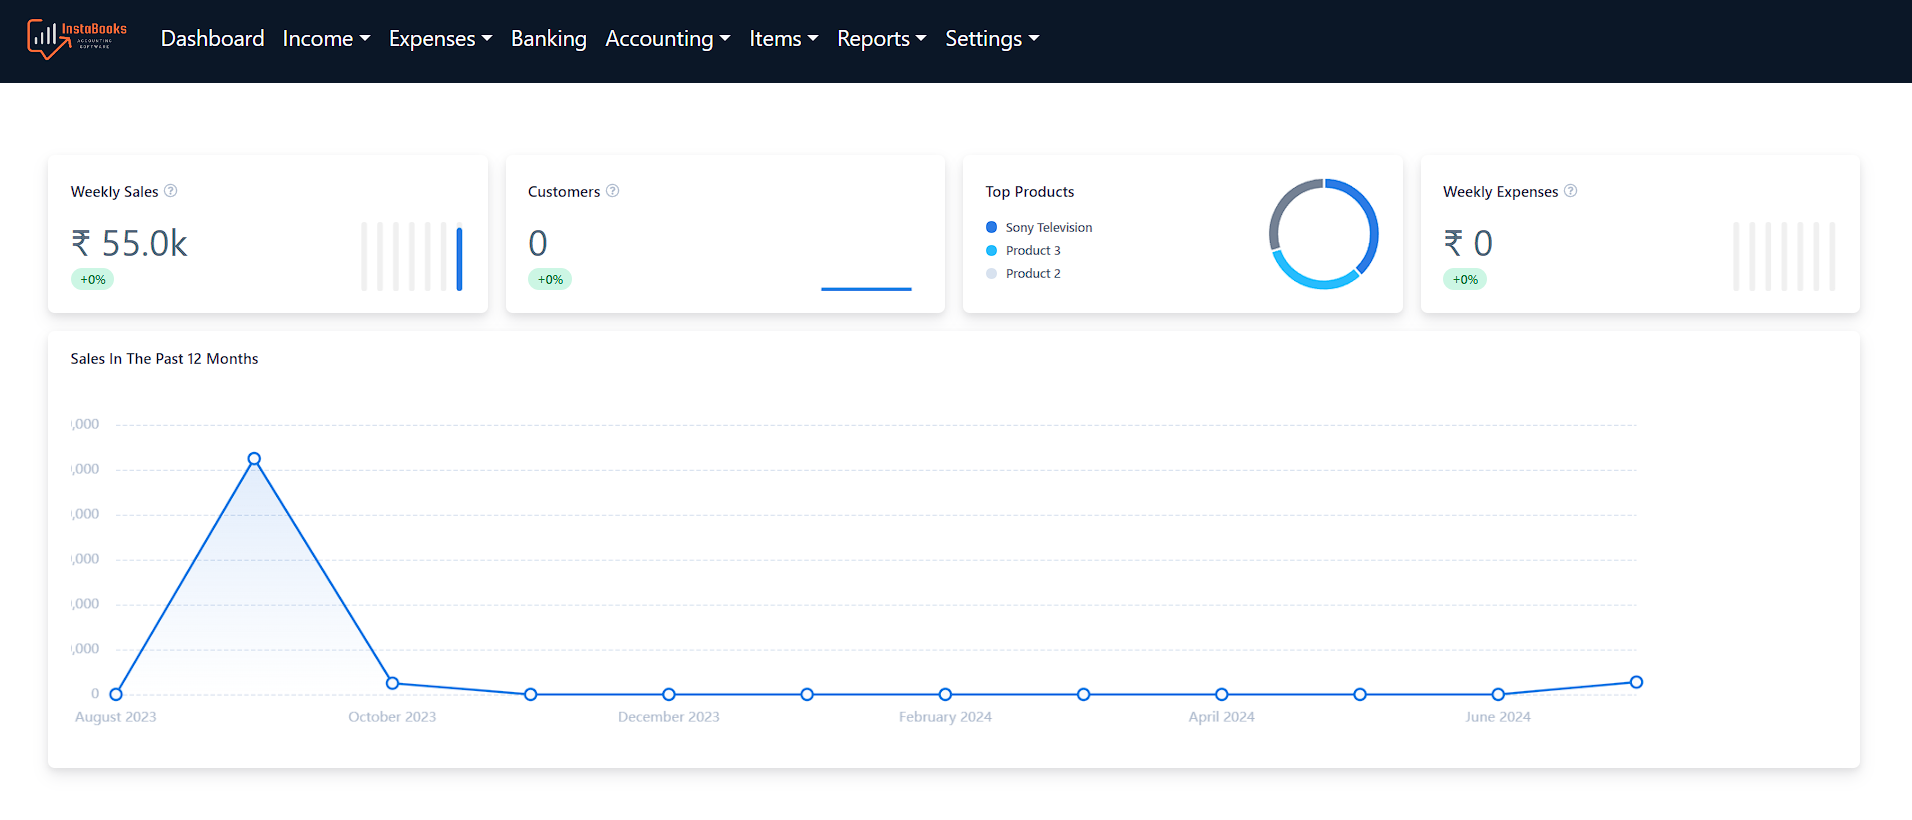 InstaBooks
ACCOUNTING
SOFTWARE
Dashboard Income Expenses Banking Accounting Items Reports Settings
Weekly Sales ?
₹ 55.0k
+0%
Customers ?
0
+0%
Top Products
Sony Television
Product 3
Product 2
Weekly Expenses ?
₹ 0
+0%
Sales In The Past 12 Months
,000
,000
,000
,000
,000
,000
0
August 2023 October 2023 December 2023 February 2024 April 2024 June 2024